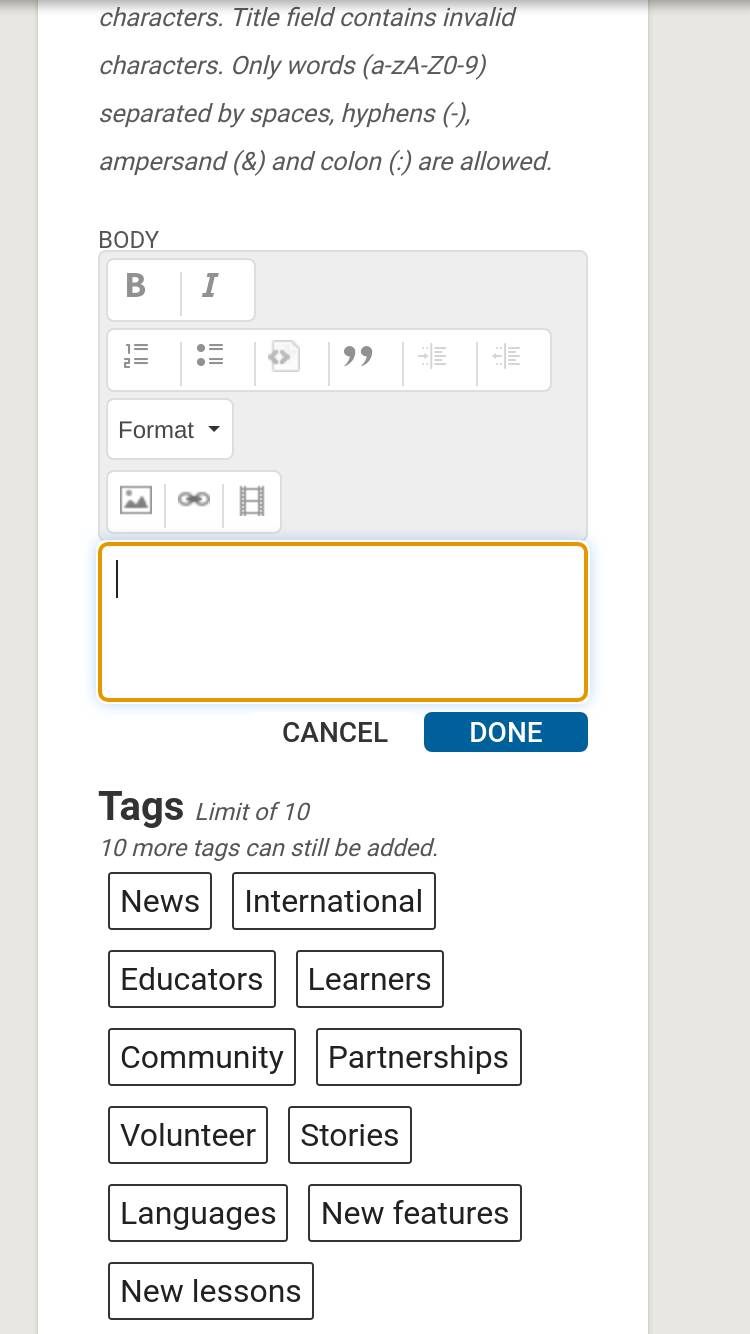 characters. Title field contains invalid
characters. Only words (a-zA-Z0-9)
separated by spaces, hyphens (-),
ampersand (&) and colon (:) are allowed.
BODY
B I
Format
CANCEL DONE
Tags Limit of 10
10 more tags can still be added.
News International
Educators Learners
Community Partnerships
Volunteer Stories
Languages New features
New lessons